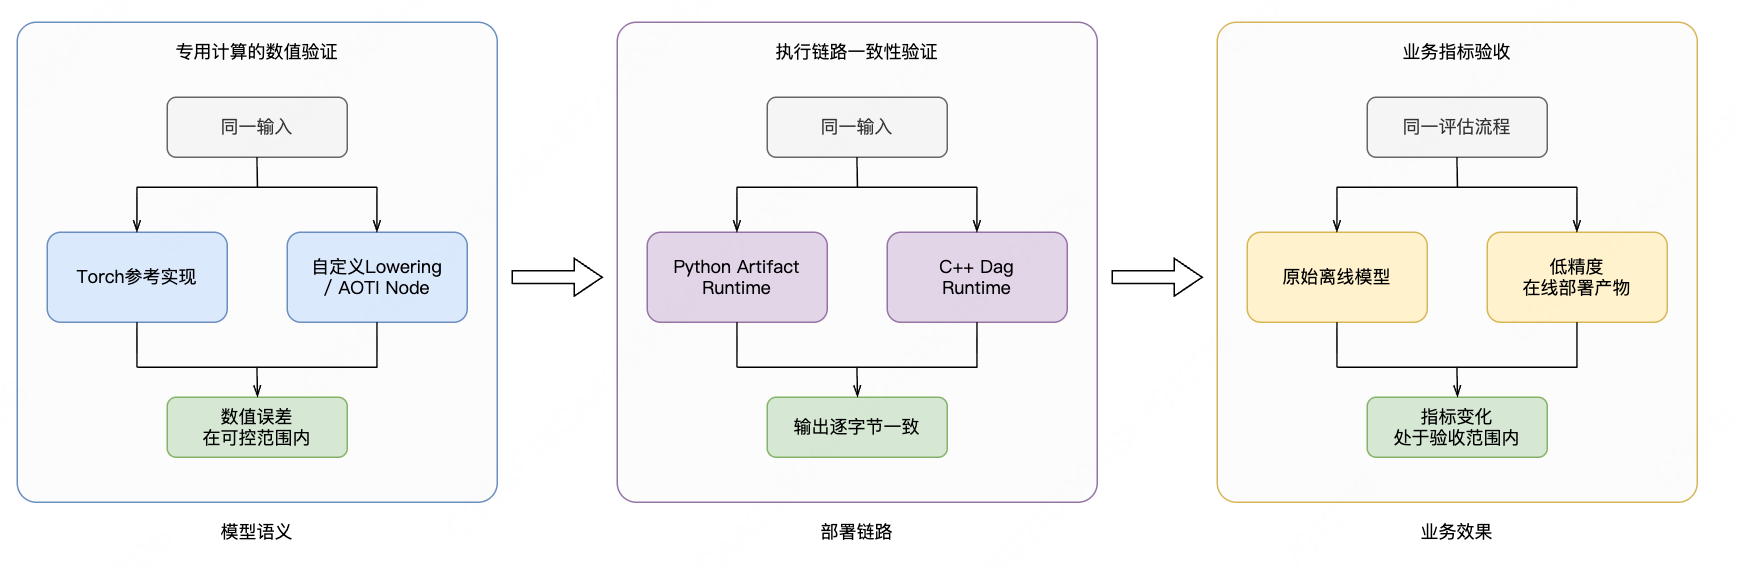 专用计算的数值验证
同一输入
Torch参考实现
自定义Lowering
/ AOTI Node
数值误差
在可控范围内
模型语义
执行链路一致性验证
同一输入
Python Artifact
Runtime
C++ Dag
Runtime
输出逐字节一致
部署链路
业务指标验收
同一评估流程
原始离线模型
低精度
在线部署产物
指标变化
处于验收范围内
业务效果